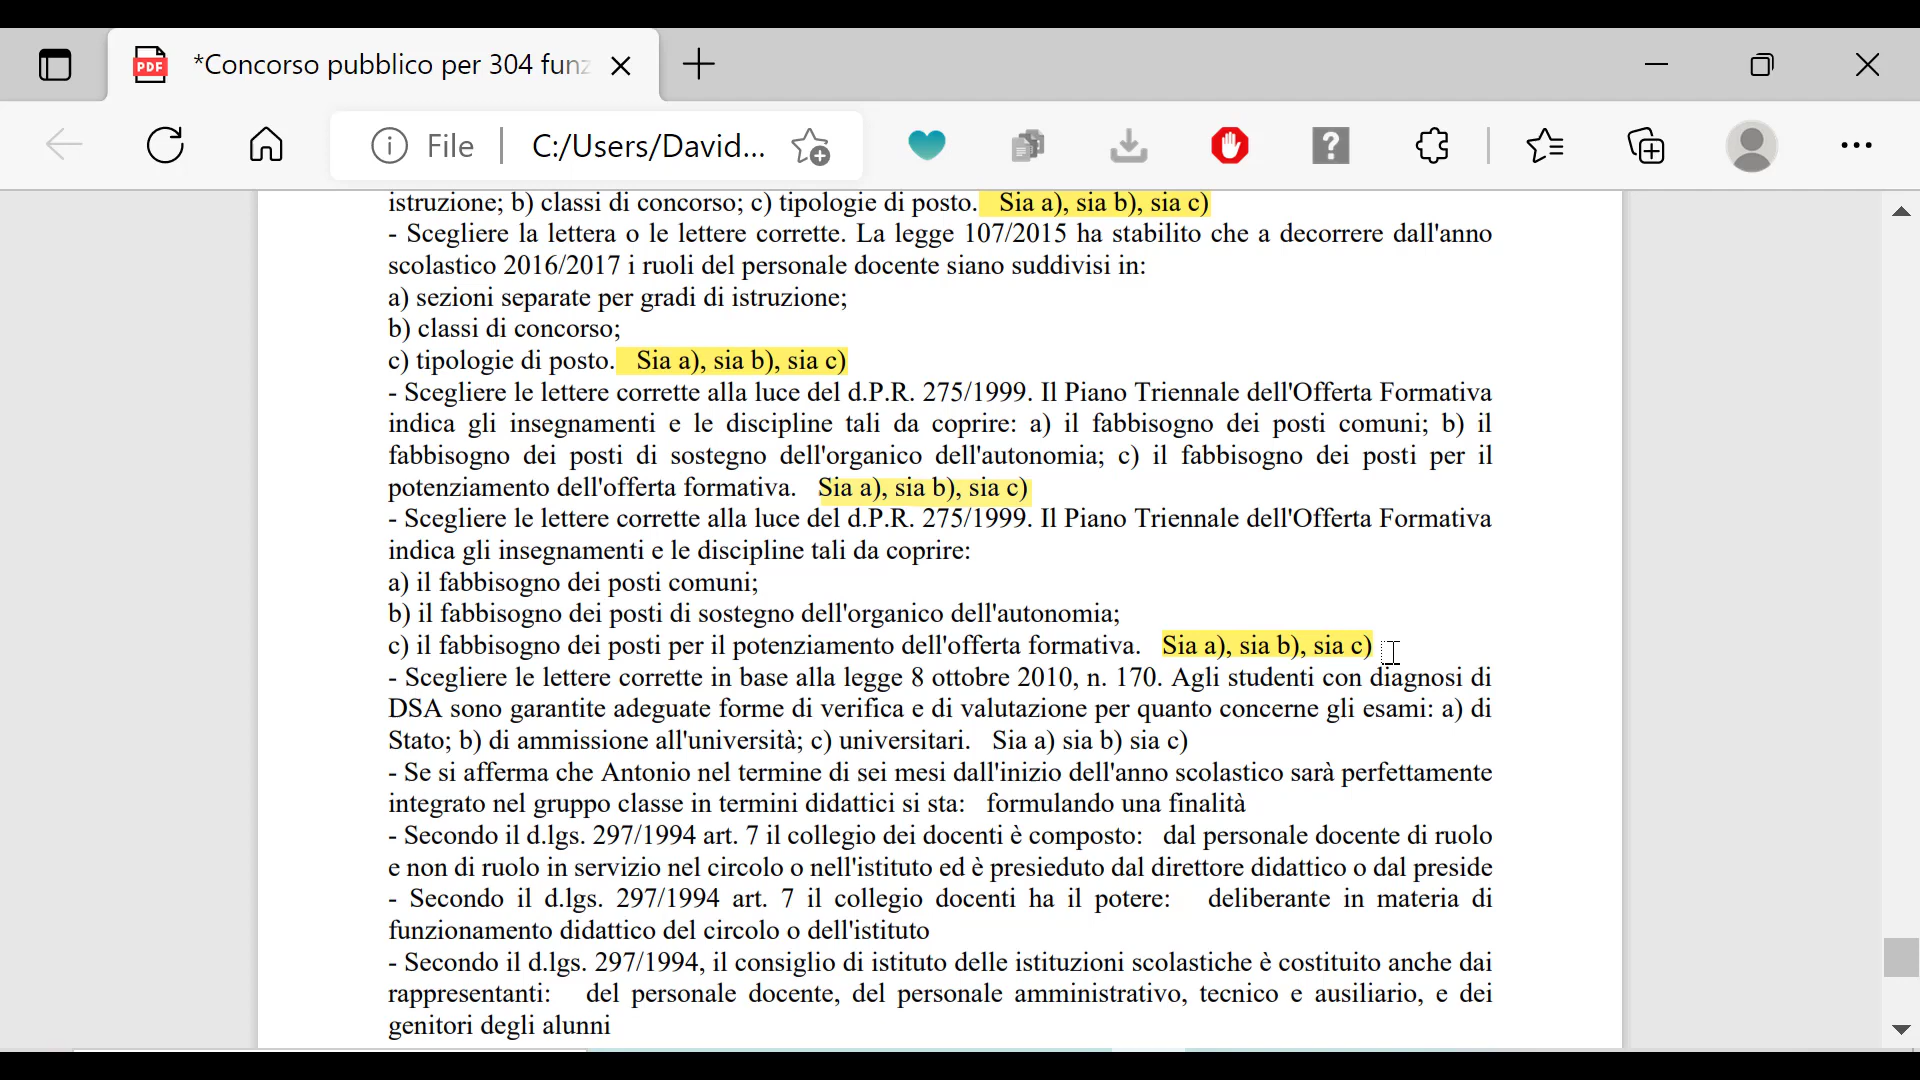 *Concorso pubblico per 304 funz
File
C:/Users/David...
istruzione; b) classi di concorso; c) tipologie di posto. Sia a), sia b), sia c)
- Scegliere la lettera o le lettere corrette. La legge 107/2015 ha stabilito che a decorrere dall'anno
scolastico 2016/2017 i ruoli del personale docente siano suddivisi in:
a) sezioni separate per gradi di istruzione;
b) classi di concorso;
c) tipologie di posto. Sia a), sia b), sia c)
- Scegliere le lettere corrette alla luce del d.P.R. 275/1999. Il Piano Triennale dell'Offerta Formativa
indica gli insegnamenti e le discipline tali da coprire: a) il fabbisogno dei posti comuni; b) il
fabbisogno dei posti di sostegno dell'organico dell'autonomia; c) il fabbisogno dei posti per il
potenziamento dell'offerta formativa. Sia a), sia b), sia c)
- Scegliere le lettere corrette alla luce del d.P.R. 275/1999. Il Piano Triennale dell'Offerta Formativa
indica gli insegnamenti e le discipline tali da coprire:
a) il fabbisogno dei posti comuni;
b) il fabbisogno dei posti di sostegno dell'organico dell'autonomia;
c) il fabbisogno dei posti per il potenziamento dell'offerta formativa. Sia a), sia b), sia c)
- Scegliere le lettere corrette in base alla legge 8 ottobre 2010, n. 170. Agli studenti con diagnosi di
DSA sono garantite adeguate forme di verifica e di valutazione per quanto concerne gli esami: a) di
Stato; b) di ammissione all'università; c) universitari. Sia a) sia b) sia c)
- Se si afferma che Antonio nel termine di sei mesi dall'inizio dell'anno scolastico sarà perfettamente
integrato nel gruppo classe in termini didattici si sta: formulando una finalità
- Secondo il d.lgs. 297/1994 art. 7 il collegio dei docenti è composto: dal personale docente di ruolo
e non di ruolo in servizio nel circolo o nell'istituto ed è presieduto dal direttore didattico o dal preside
- Secondo il d.lgs. 297/1994 art. 7 il collegio docenti ha il potere: deliberante in materia di
funzionamento didattico del circolo o dell'istituto
- Secondo il d.lgs. 297/1994, il consiglio di istituto delle istituzioni scolastiche è costituito anche dai
rappresentanti: del personale docente, del personale amministrativo, tecnico e ausiliario, e dei
genitori degli alunni